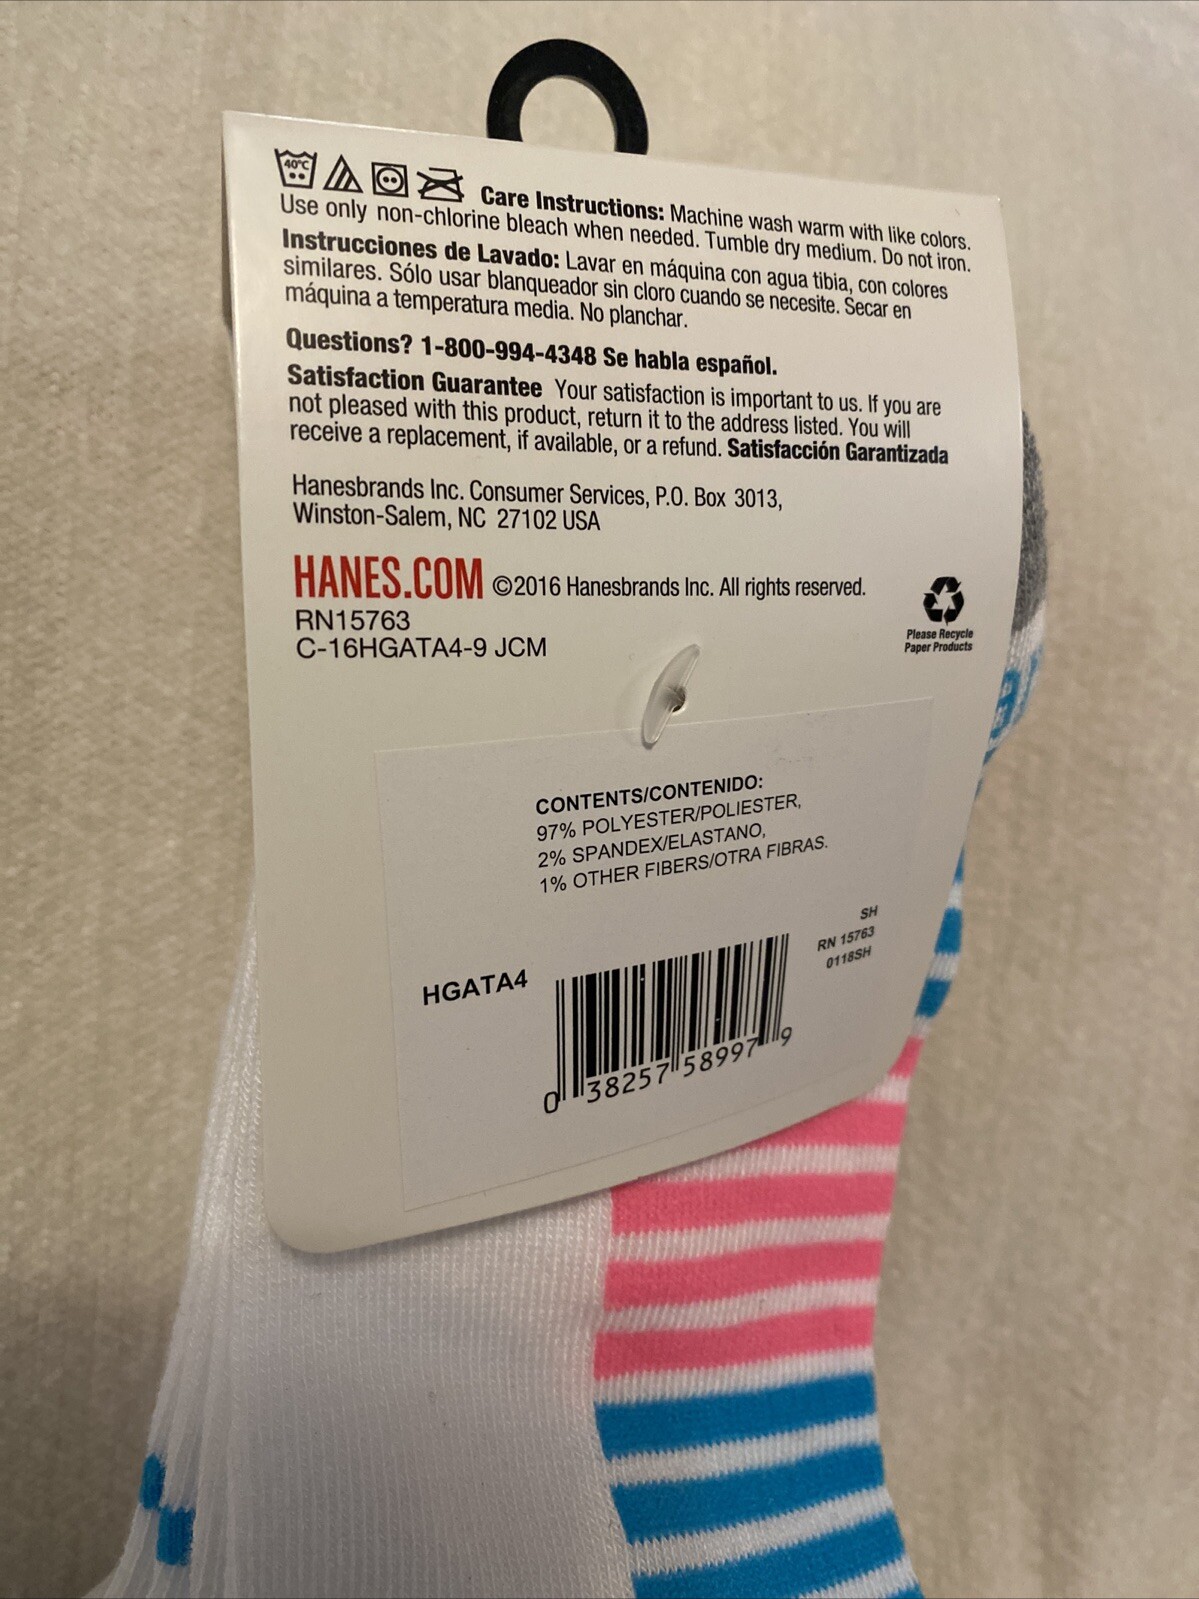 40°C
Care Instructions: Machine wash warm with like colors.
Use only non-chlorine bleach when needed. Tumble dry medium. Do not iron.
Instrucciones de Lavado: Lavar en máquina con agua tibia, con colores
similares. Sólo usar blanqueador sin cloro cuando se necesite. Secar en
máquina a temperatura media. No planchar.
Questions? 1-800-994-4348 Se habla español.
Satisfaction Guarantee Your satisfaction is important to us. If you are
not pleased with this product, return it to the address listed. You will
receive a replacement, if available, or a refund. Satisfacción Garantizada
Hanesbrands Inc. Consumer Services, P.O. Box 3013,
Winston-Salem, NC 27102 USA
HANES.COM ©2016 Hanesbrands Inc. All rights reserved.
RN15763
C-16HGATA4-9 JCM
Please Recycle
Paper Products
CONTENTS/CONTENIDO:
97% POLYESTER/POLIESTER,
2% SPANDEX/ELASTANO,
1% OTHER FIBERS/OTRA FIBRAS.
SH
RN 15763
0118SH
HGATA4
0 38257 58997 9